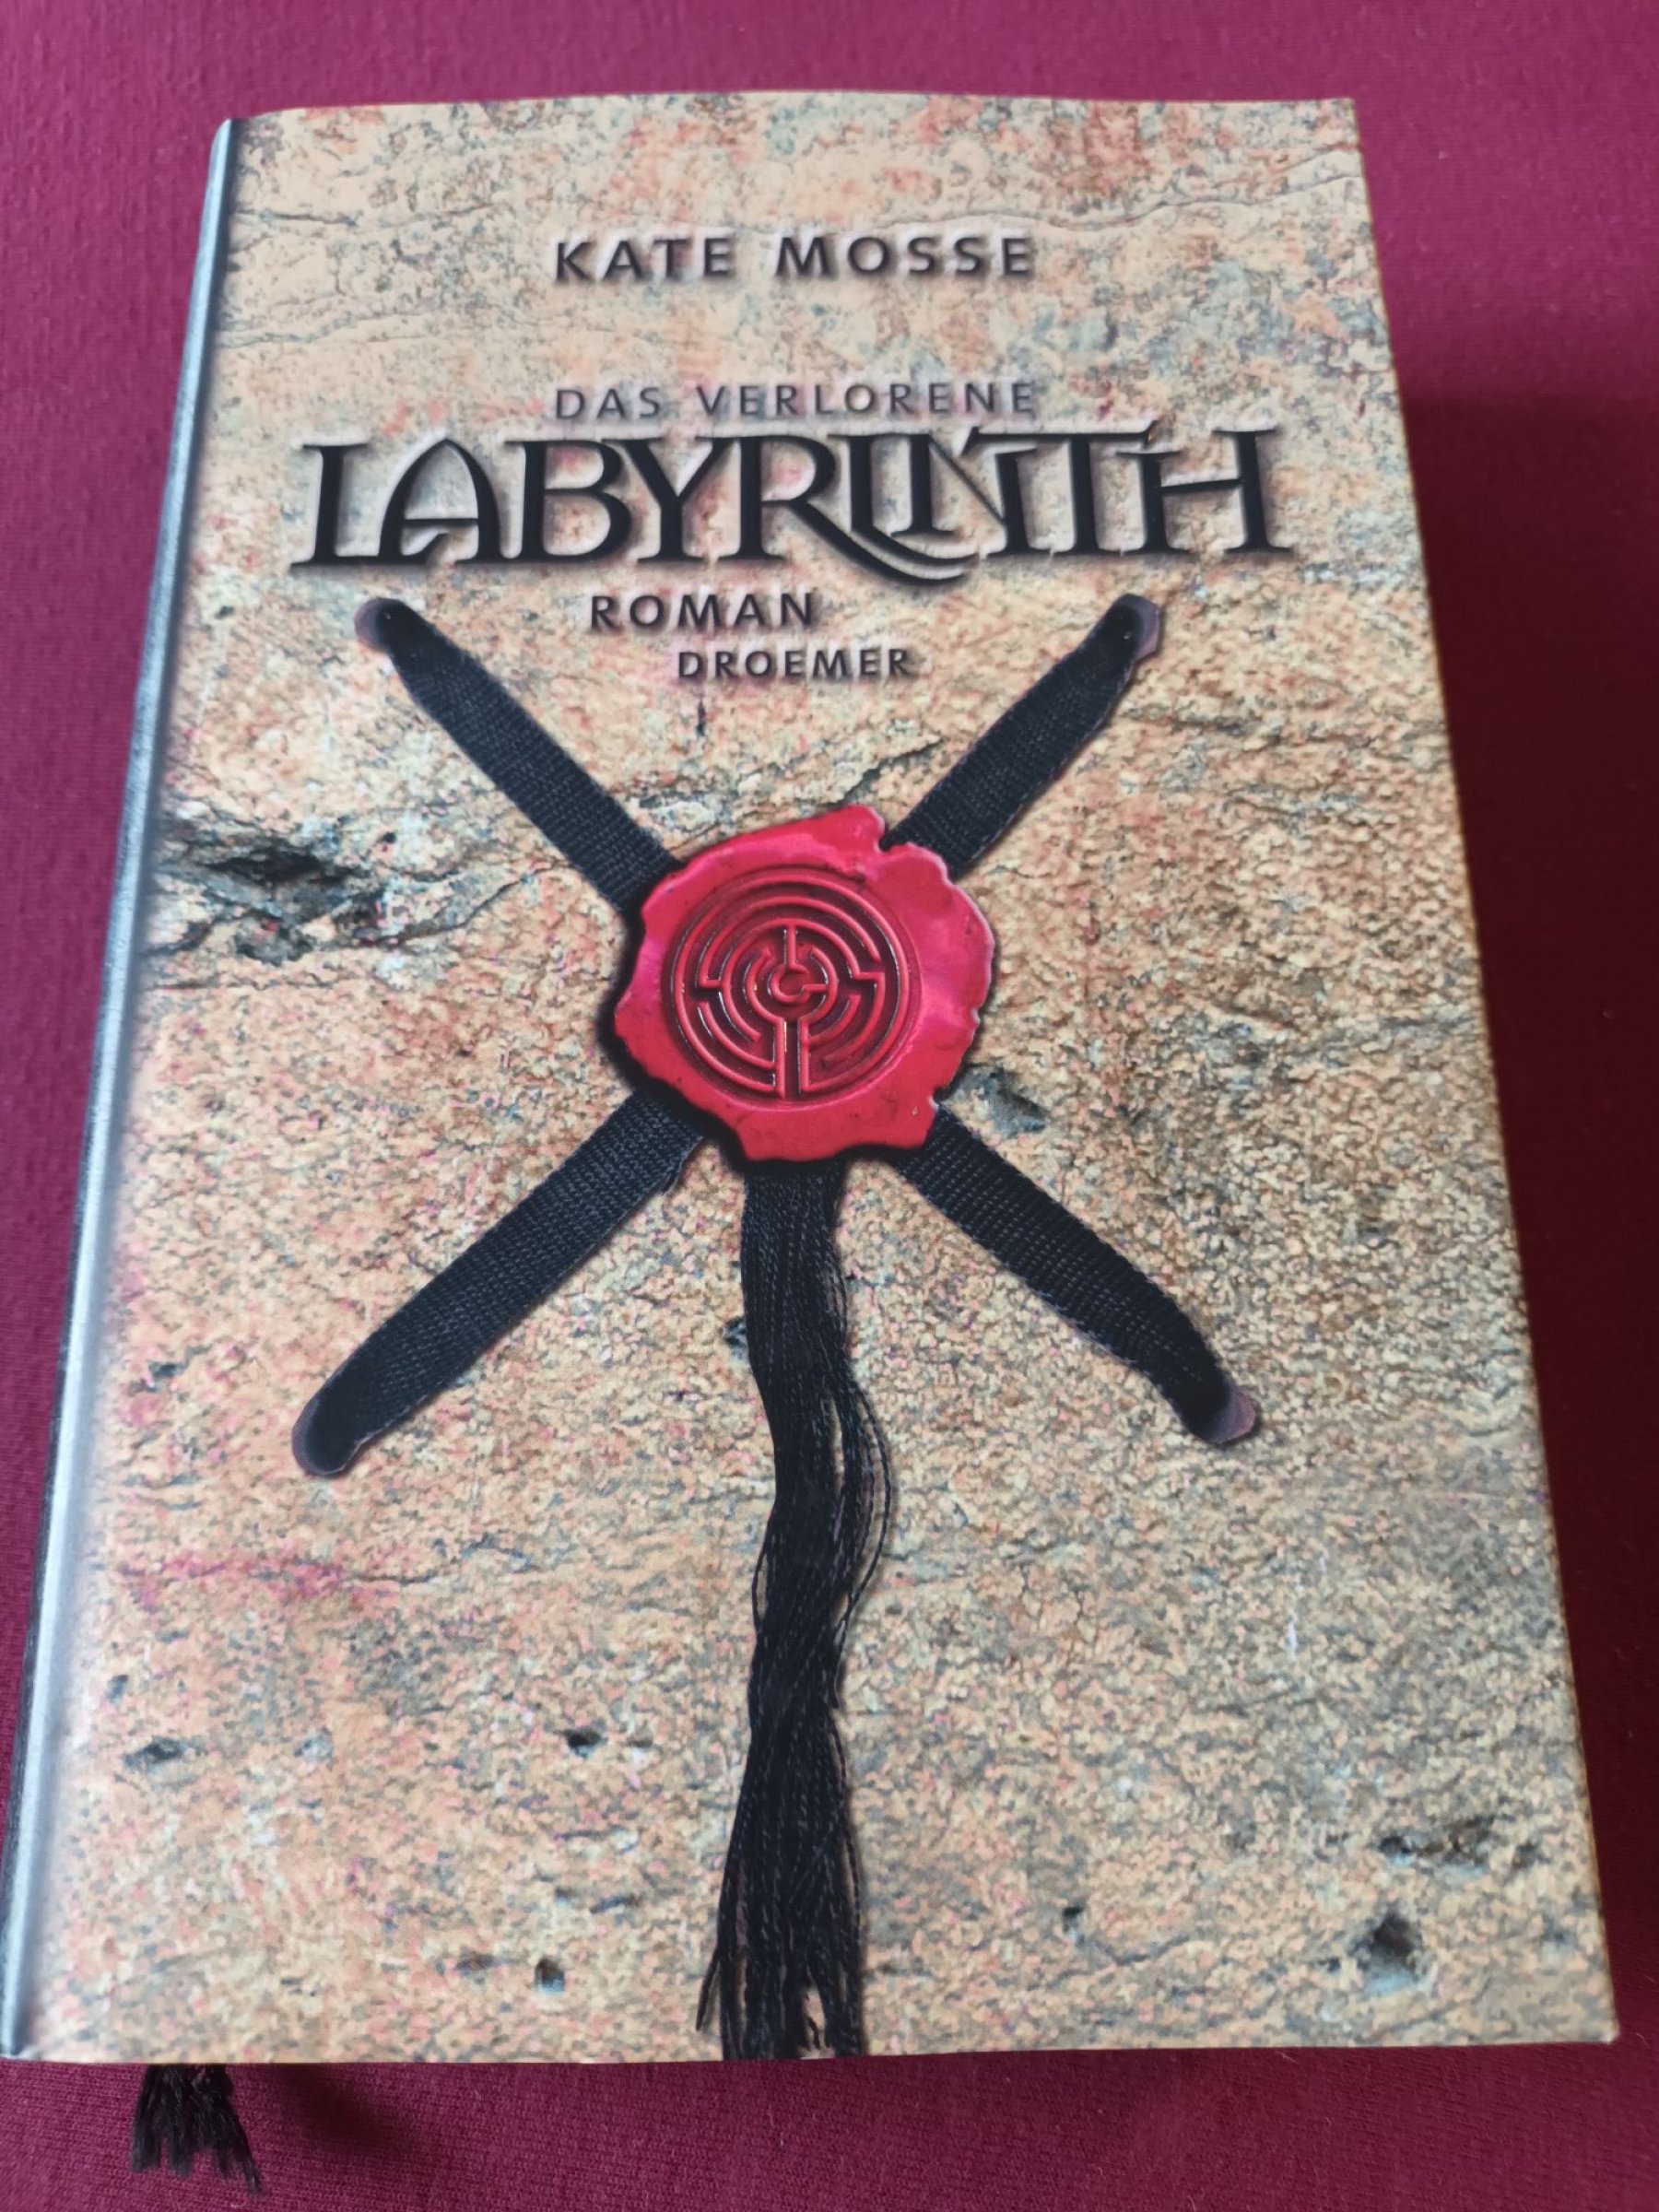 KATE MOSSE
DAS VERLORENE
LABYRINTH
ROMAN
DROEMER